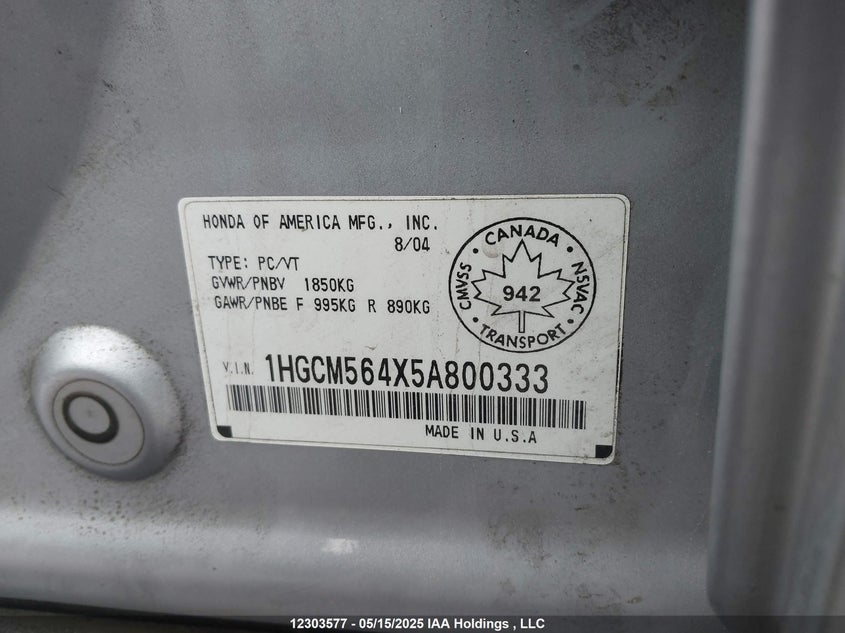 HONDA OF AMERICA MFG., INC.
8/04
TYPE: PC/VT
GVWR/PNBV 1850KG
GAWR/PNBE F 995KG R 890KG
CANADA
CMVSS
942
NSVAC
TRANSPORT
V.I.N. 1HGCM564X5A800333
MADE IN U.S.A
12303577 - 05/15/2025 IAA Holdings , LLC